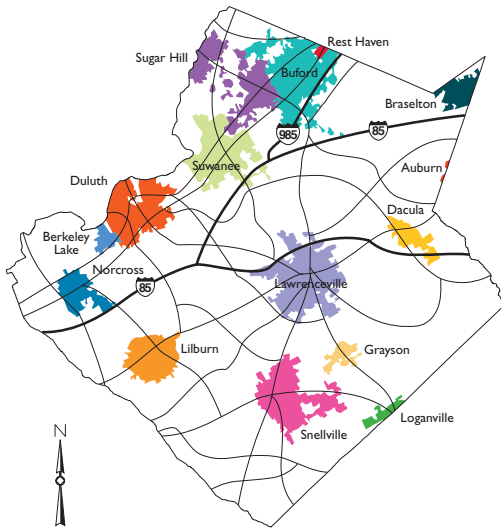 Rest Haven
Sugar Hill
Buford
Braselton
985
85
Suwanee
Auburn
Duluth
Dacula
Berkeley
Lake
Norcross
85
Lawrenceville
Lilburn
Grayson
Loganville
Snellville
N